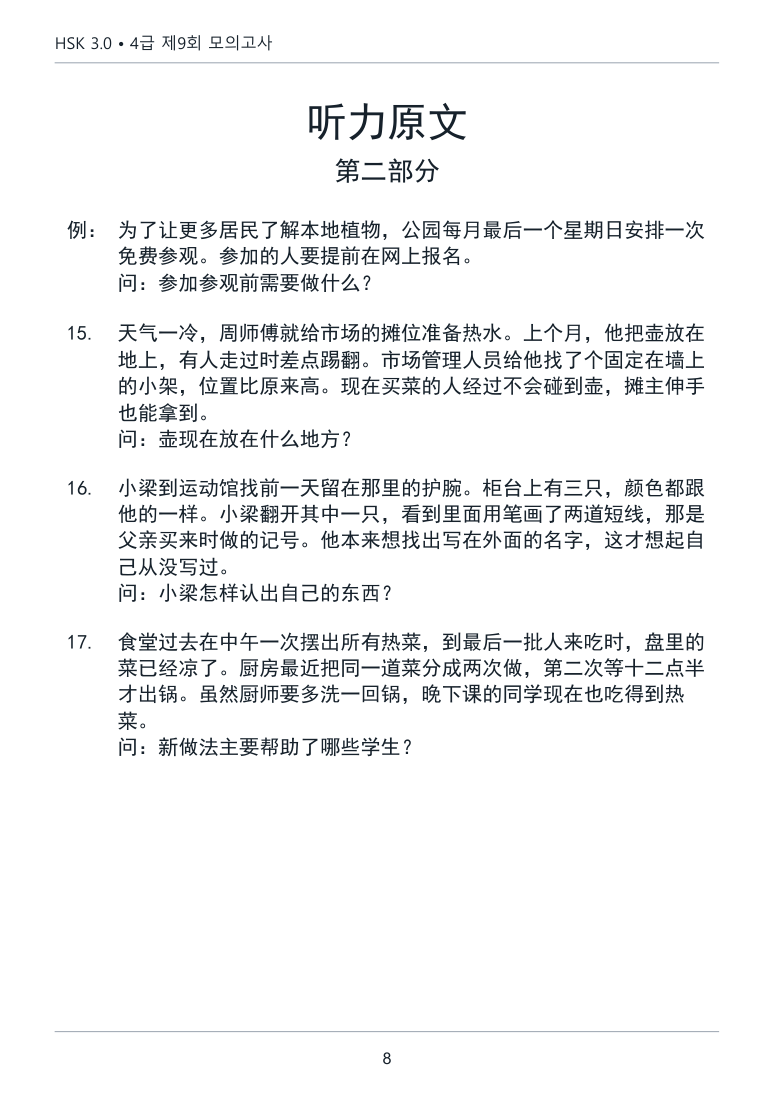 HSK 3.0 • 4급 제9회 모의고사
听力原文
第二部分
例： 为了让更多居民了解本地植物，公园每月最后一个星期日安排一次
免费参观。参加的人要提前在网上报名。
问：参加参观前需要做什么？
15. 天气一冷，周师傅就给市场的摊位准备热水。上个月，他把壶放在
地上，有人走过时差点踢翻。市场管理人员给他找了个固定在墙上
的小架，位置比原来高。现在买菜的人经过不会碰到壶，摊主伸手
也能拿到。
问：壶现在放在什么地方？
16. 小梁到运动馆找前一天留在那里的护腕。柜台上有三只，颜色都跟
他的一样。小梁翻开其中一只，看到里面用笔画了两道短线，那是
父亲买来时做的记号。他本来想找出写在外面的名字，这才想起自
己从没写过。
问：小梁怎样认出自己的东西？
17. 食堂过去在中午一次摆出所有热菜，到最后一批人来吃时，盘里的
菜已经凉了。厨房最近把同一道菜分成两次做，第二次等十二点半
才出锅。虽然厨师要多洗一回锅，晚下课的同学现在也吃得到热
菜。
问：新做法主要帮助了哪些学生？
8